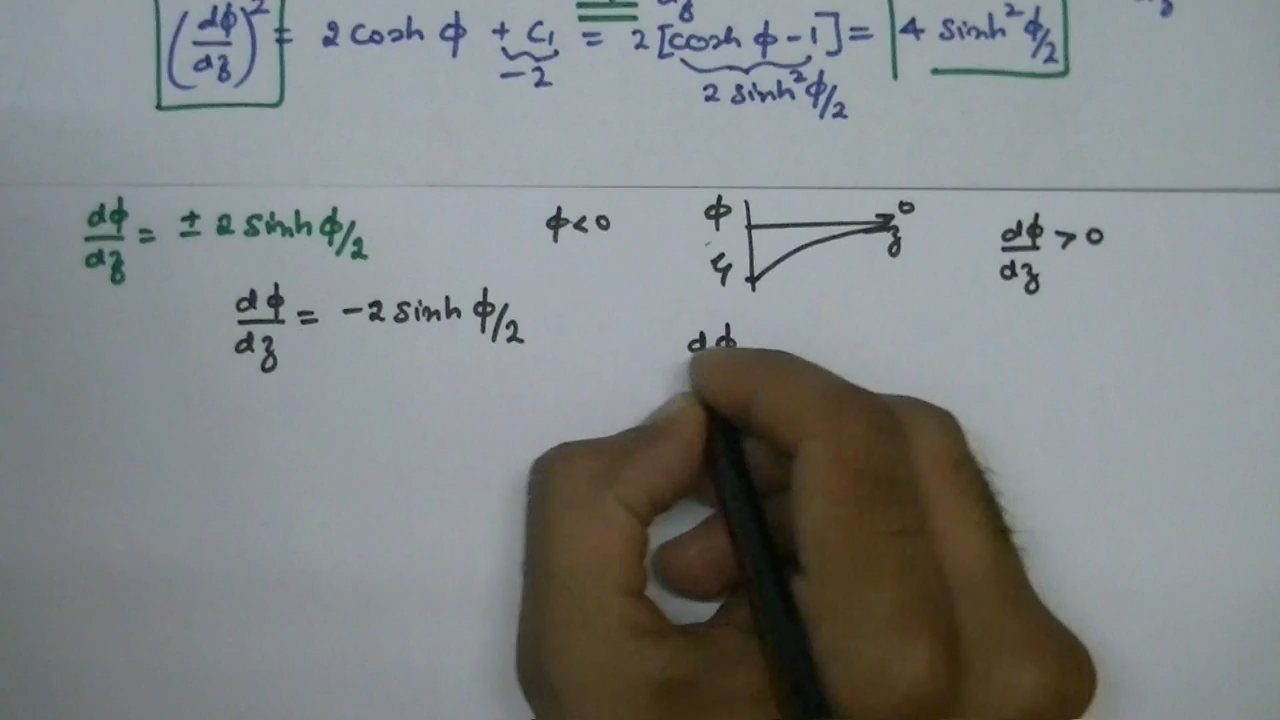 (dϕ/dz)² = 2 cosh ϕ + C₁ = 2 [cosh ϕ - 1] = 4 sinh² ϕ/2
-2
2 sinh² ϕ/2
dϕ/dz = ± 2 sinh ϕ/2
ϕ < 0
ϕ
0
z
ζ
dϕ/dz > 0
dϕ/dz = -2 sinh ϕ/2
dϕ